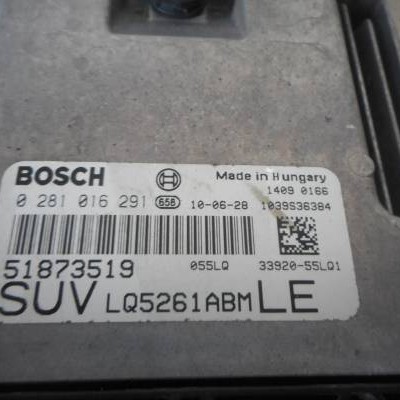 BOSCH Made in Hungary
1409 0166
0 281 016 291 658 10-06-28 1039S36384
51873519 055LQ 33920-55LQ1
SUV LQ5261ABM LE